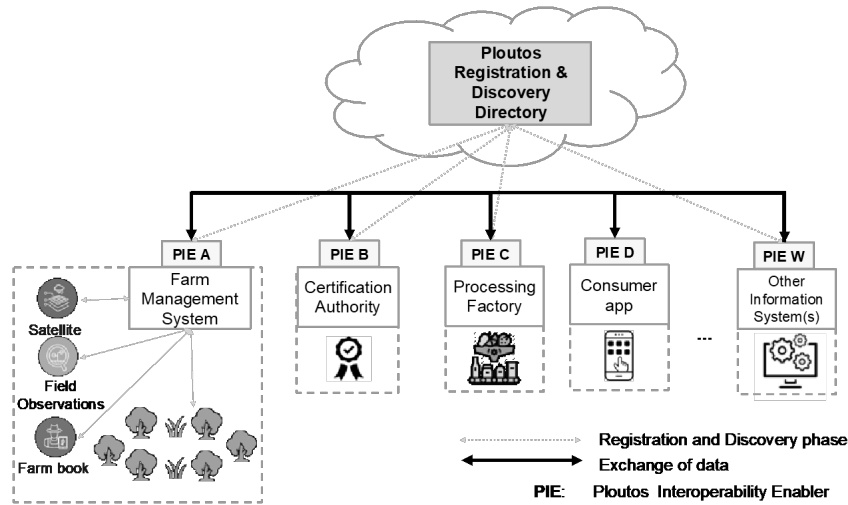 Ploutos
Registration &
Discovery
Directory
PIE A
PIE B
PIE C
PIE D
PIE W
Farm
Management
System
Certification
Authority
Processing
Factory
Consumer
app
Other
Information
System(s)
Satellite
Field
Observations
Farm book
...
Registration and Discovery phase
Exchange of data
PIE: Ploutos Interoperability Enabler